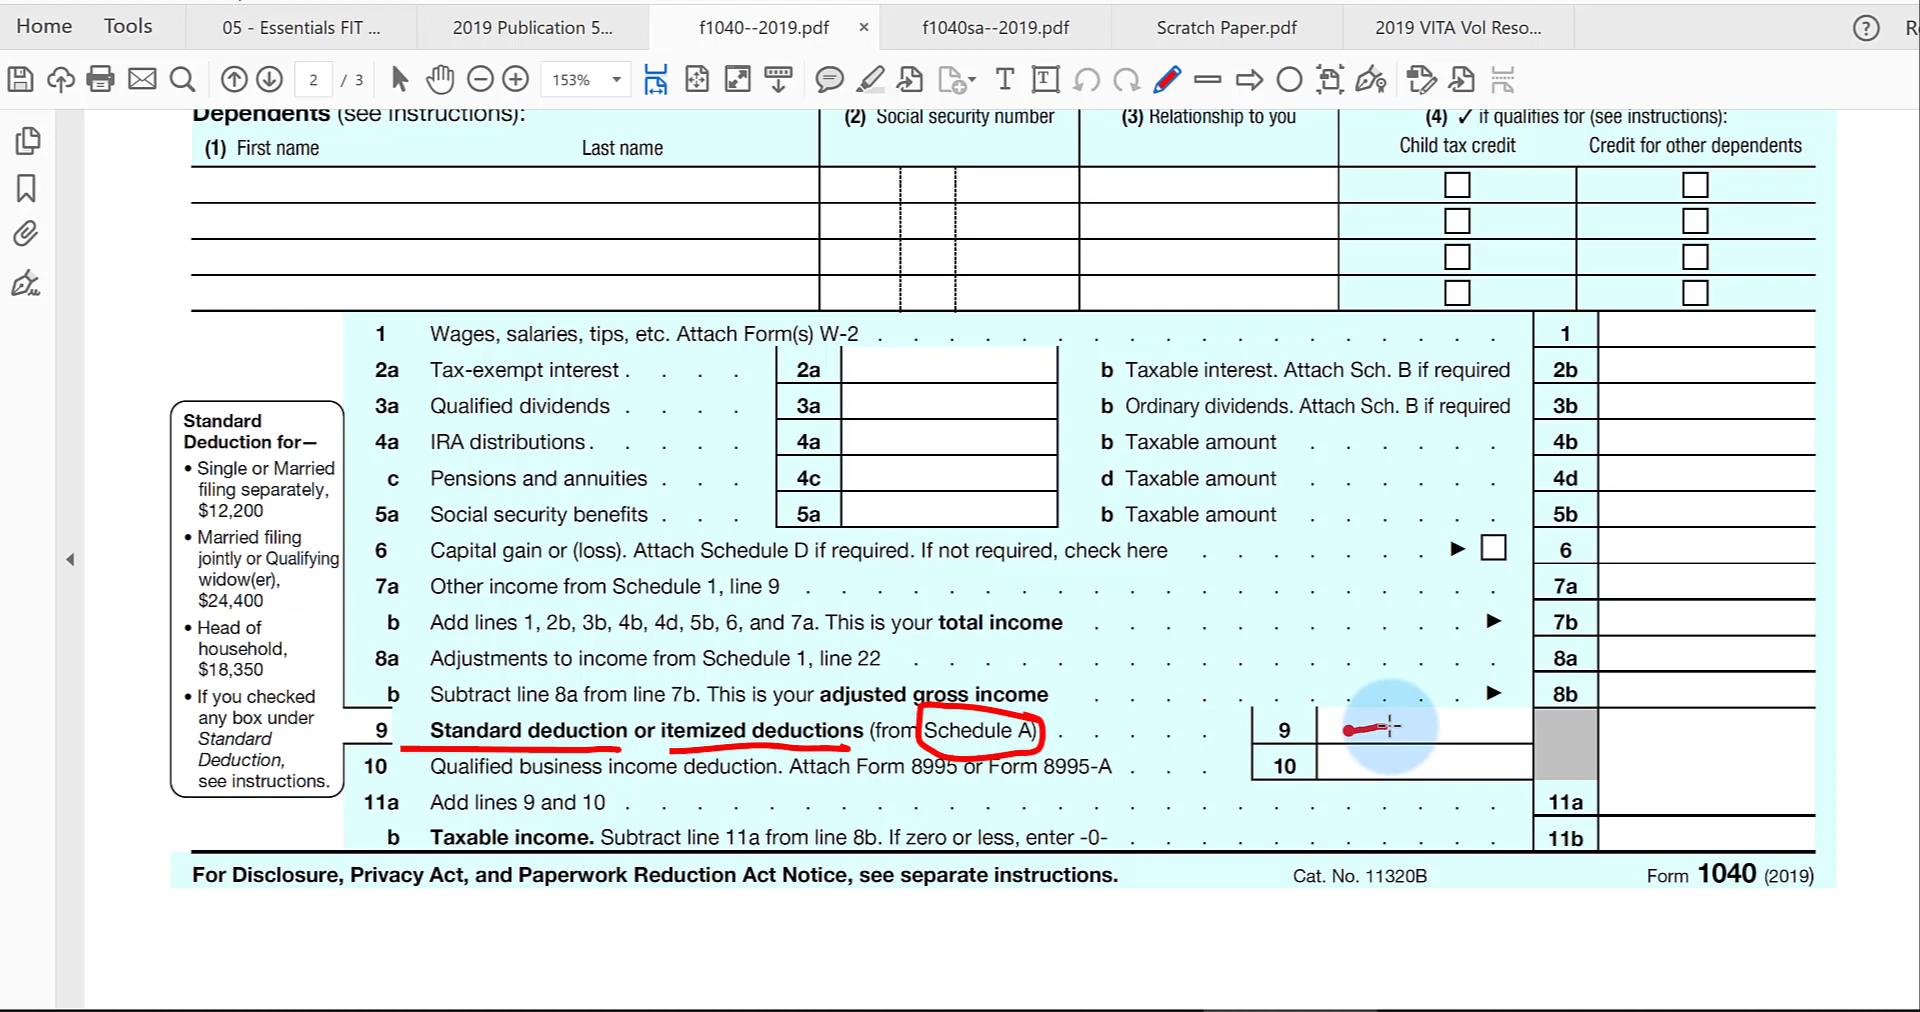 Home Tools 05 - Essentials FIT ... 2019 Publication 5... f1040--2019.pdf × f1040sa--2019.pdf Scratch Paper.pdf 2019 VITA Vol Reso... ?
2 / 3 153%
Dependents (see instructions): (2) Social security number (3) Relationship to you (4) ✓ if qualifies for (see instructions):
(1) First name Last name Child tax credit Credit for other dependents
1 Wages, salaries, tips, etc. Attach Form(s) W-2 . . . . . . . . . . . . . . . . . . 1
2a Tax-exempt interest . . . . 2a b Taxable interest. Attach Sch. B if required 2b
3a Qualified dividends . . . . 3a b Ordinary dividends. Attach Sch. B if required 3b
4a IRA distributions . . . . . 4a b Taxable amount . . . . . . 4b
c Pensions and annuities . . . 4c d Taxable amount . . . . . . 4d
5a Social security benefits . . . 5a b Taxable amount . . . . . . 5b
6 Capital gain or (loss). Attach Schedule D if required. If not required, check here . . . . . . . ▶ 6
7a Other income from Schedule 1, line 9 . . . . . . . . . . . . . . . . . . . . 7a
b Add lines 1, 2b, 3b, 4b, 4d, 5b, 6, and 7a. This is your total income . . . . . . . . . . ▶ 7b
8a Adjustments to income from Schedule 1, line 22 . . . . . . . . . . . . . . . . . 8a
b Subtract line 8a from line 7b. This is your adjusted gross income . . . . . . . . . . ▶ 8b
9 Standard deduction or itemized deductions (from Schedule A) . . . . . 9
10 Qualified business income deduction. Attach Form 8995 or Form 8995-A . . . 10
11a Add lines 9 and 10 . . . . . . . . . . . . . . . . . . . . . . . . . 11a
b Taxable income. Subtract line 11a from line 8b. If zero or less, enter -0- . . . . . . . . . . . 11b
Standard
Deduction for—
• Single or Married
filing separately,
$12,200
• Married filing
jointly or Qualifying
widow(er),
$24,400
• Head of
household,
$18,350
• If you checked
any box under
Standard
Deduction,
see instructions.
For Disclosure, Privacy Act, and Paperwork Reduction Act Notice, see separate instructions. Cat. No. 11320B Form 1040 (2019)